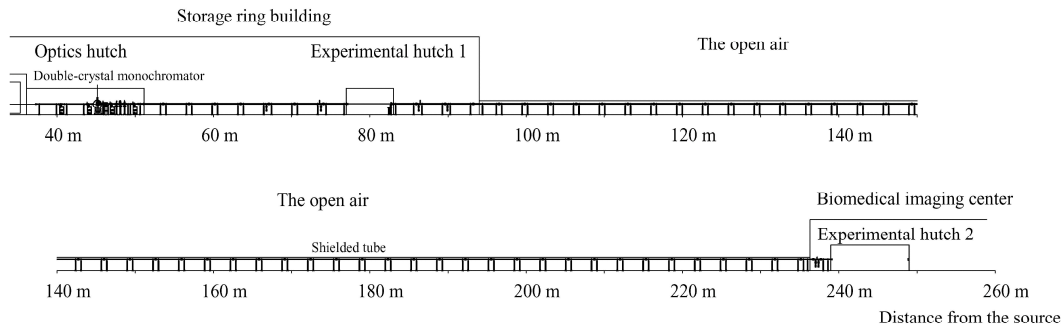 Storage ring building
Optics hutch
Experimental hutch 1
The open air
Double-crystal monochromator
40 m
60 m
80 m
100 m
120 m
140 m
The open air
Biomedical imaging center
Shielded tube
Experimental hutch 2
140 m
160 m
180 m
200 m
220 m
240 m
260 m
Distance from the source